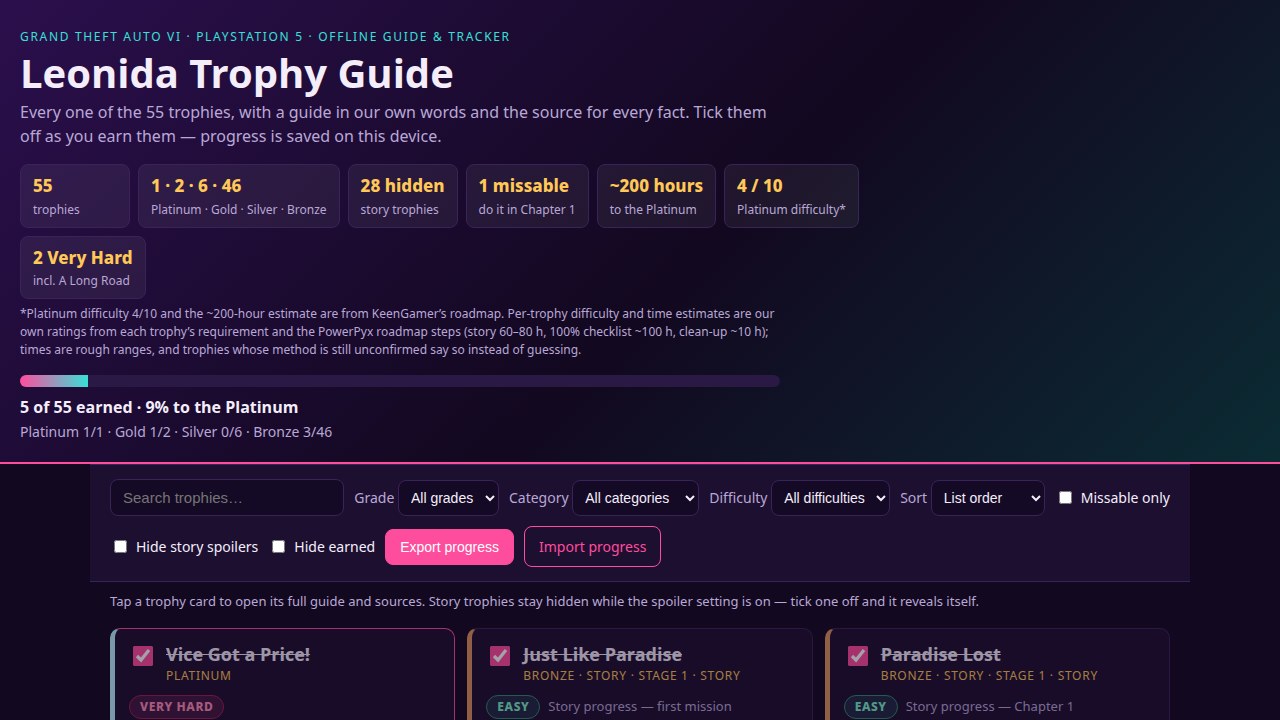 GRAND THEFT AUTO VI · PLAYSTATION 5 · OFFLINE GUIDE & TRACKER
Leonida Trophy Guide
Every one of the 55 trophies, with a guide in our own words and the source for every fact. Tick them
off as you earn them — progress is saved on this device.
55
trophies
1 · 2 · 6 · 46
Platinum · Gold · Silver · Bronze
28 hidden
story trophies
1 missable
do it in Chapter 1
~200 hours
to the Platinum
4 / 10
Platinum difficulty*
2 Very Hard
incl. A Long Road
*Platinum difficulty 4/10 and the ~200-hour estimate are from KeenGamer’s roadmap. Per-trophy difficulty and time estimates are our
own ratings from each trophy’s requirement and the PowerPyx roadmap steps (story 60–80 h, 100% checklist ~100 h, clean-up ~10 h);
times are rough ranges, and trophies whose method is still unconfirmed say so instead of guessing.
5 of 55 earned · 9% to the Platinum
Platinum 1/1 · Gold 1/2 · Silver 0/6 · Bronze 3/46
Search trophies… Grade All grades Category All categories Difficulty All difficulties Sort List order Missable only
Hide story spoilers Hide earned Export progress Import progress
Tap a trophy card to open its full guide and sources. Story trophies stay hidden while the spoiler setting is on — tick one off and it reveals itself.
Vice Got a Price!
PLATINUM
VERY HARD
Just Like Paradise
BRONZE · STORY · STAGE 1 · STORY
EASY Story progress — first mission
Paradise Lost
BRONZE · STORY · STAGE 1 · STORY
EASY Story progress — Chapter 1